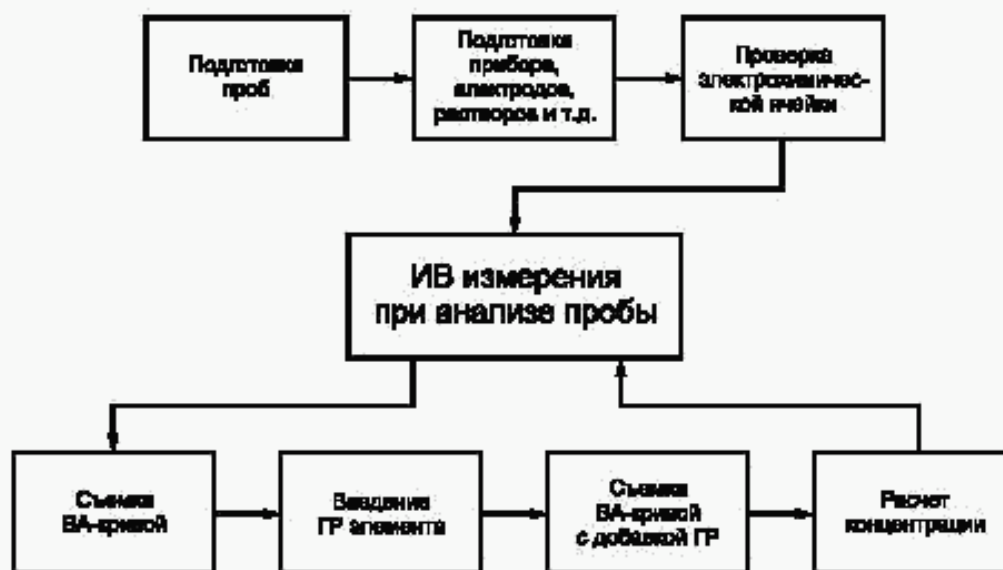 Подготовка
проб
Подготовка
прибора,
электродов,
растворов и т.д.
Проверка
электрохимичес-
кой ячейки
ИВ измерения
при анализе пробы
Съемка
ВА-кривой
Введение
ГР элемента
Съемка
ВА-кривой
с добавкой ГР
Расчет
концентрации